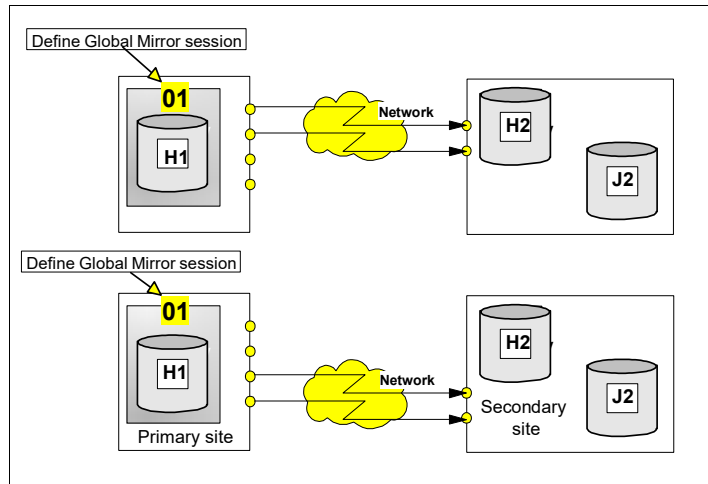 Define Global Mirror session
01
H1
Network
H2
J2
Define Global Mirror session
01
H1
Primary site
Network
H2
J2
Secondary
site